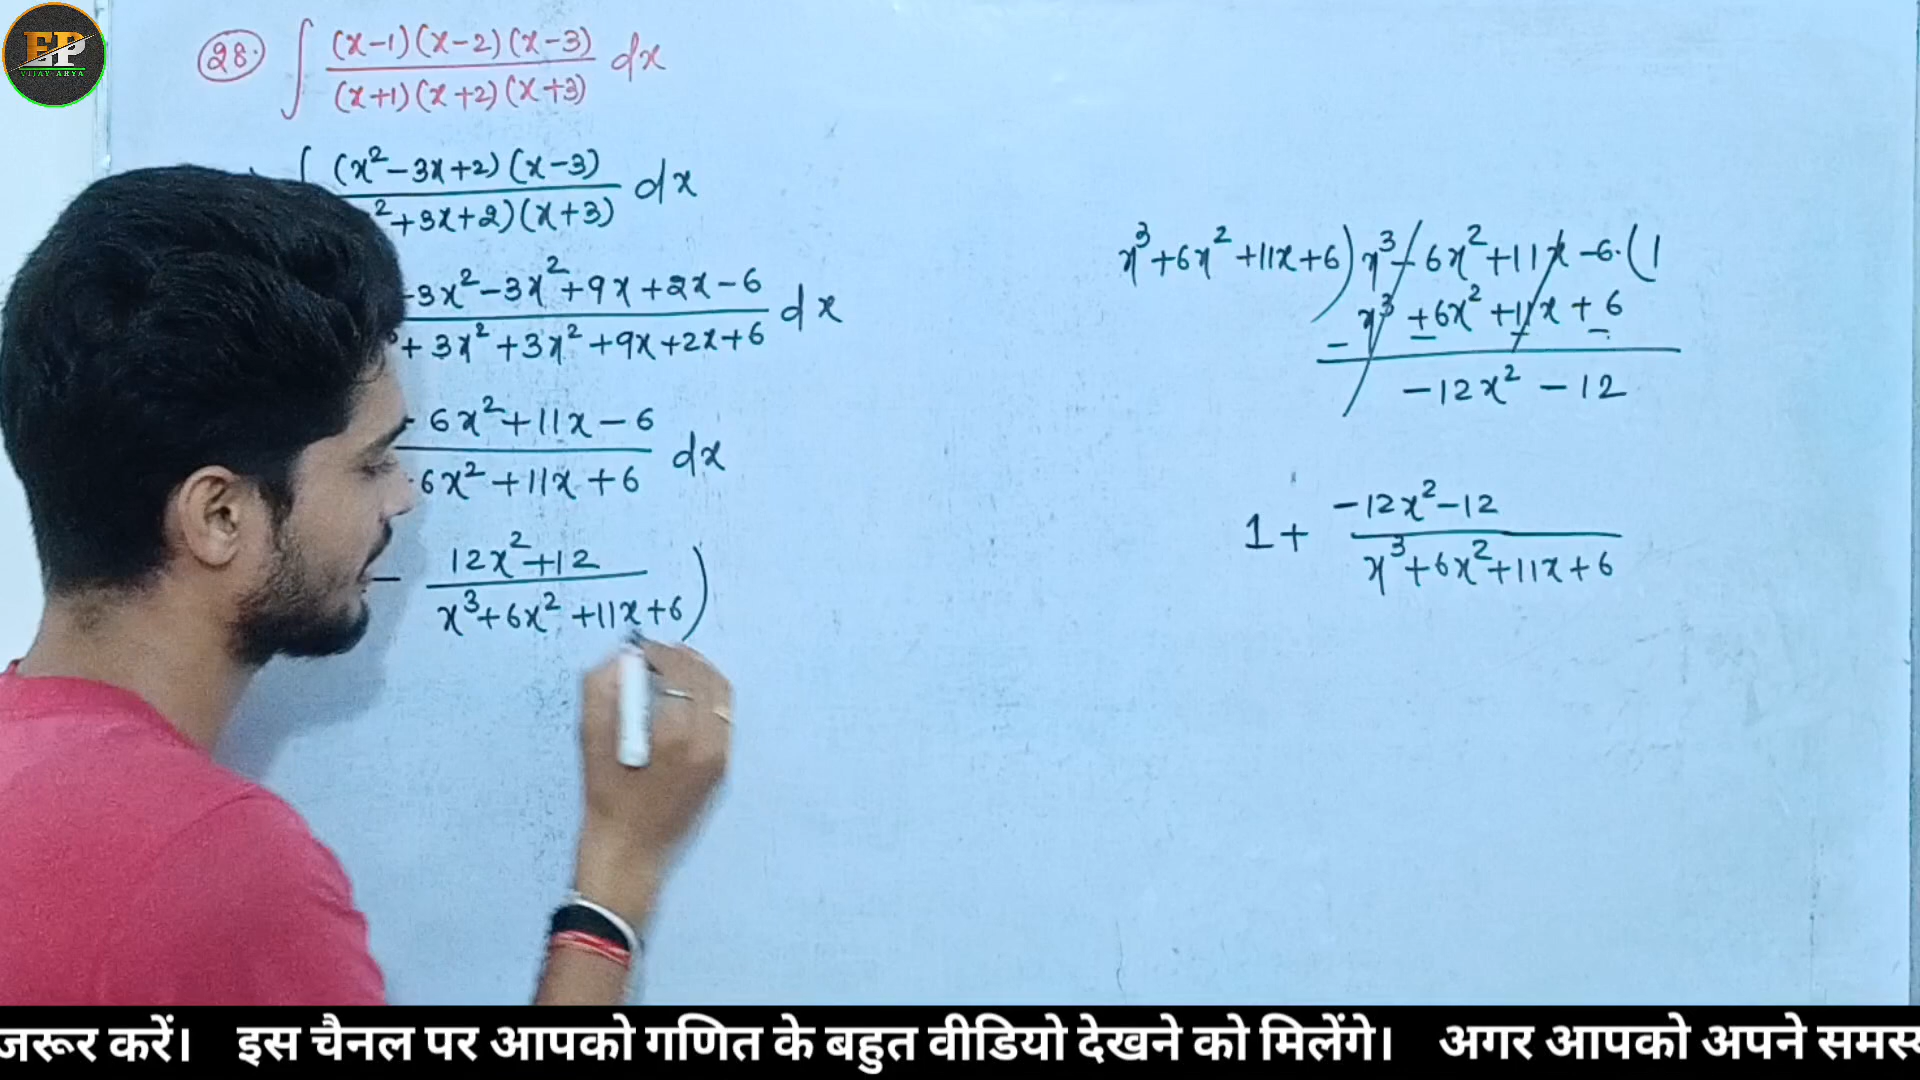 EP
VIJAY ARYA
28. ∫ (x-1)(x-2)(x-3) / (x+1)(x+2)(x+3) dx
∫ (x²-3x+2)(x-3) / ²+3x+2)(x+3) dx
-3x²-3x²+9x+2x-6 / +3x²+3x²+9x+2x+6 dx
-6x²+11x-6 / 6x²+11x+6 dx
- 12x²+12 / x³+6x²+11x+6 )
x³+6x²+11x+6)x³-6x²+11x-6(1
x³+6x²+11x+6
- - - -
-12x²-12
1+ -12x²-12 / x³+6x²+11x+6
जरूर करें। इस चैनल पर आपको गणित के बहुत वीडियो देखने को मिलेंगे। अगर आपको अपने